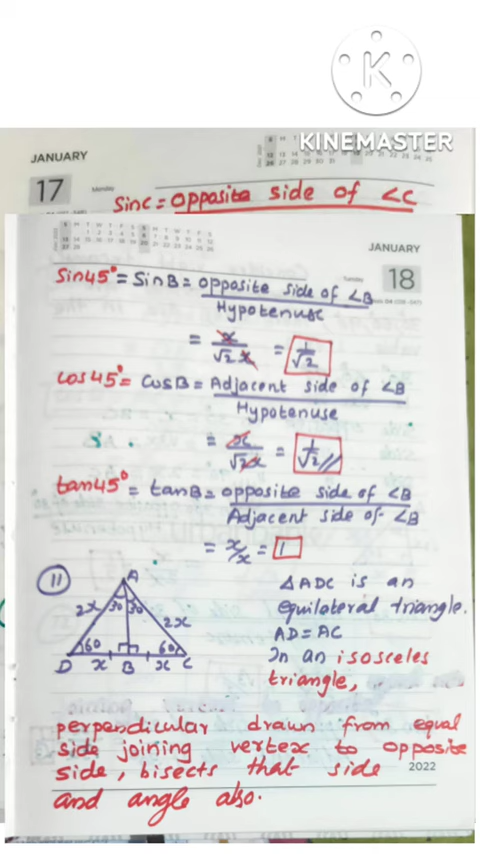 KINEMASTER
JANUARY
17
Monday
Sinc = opposite side of ∠C
JANUARY
Tuesday
18
Sin45° = SinB = opposite side of ∠B
Hypotenuse
= x/√2x = 1/√2
cos45° = CosB = Adjacent side of ∠B
Hypotenuse
= x/√2x = 1/√2 //
tan45° = tanB = opposite side of ∠B
Adjacent side of ∠B
= x/x = 1
11
A
2x 30 30 2x
60 60
D x B x C
△ADC is an
equilateral triangle.
AD=AC
In an isosceles
triangle,
perpendicular drawn from equal
side joining vertex to opposite
side, bisects that side
and angle also.
2022